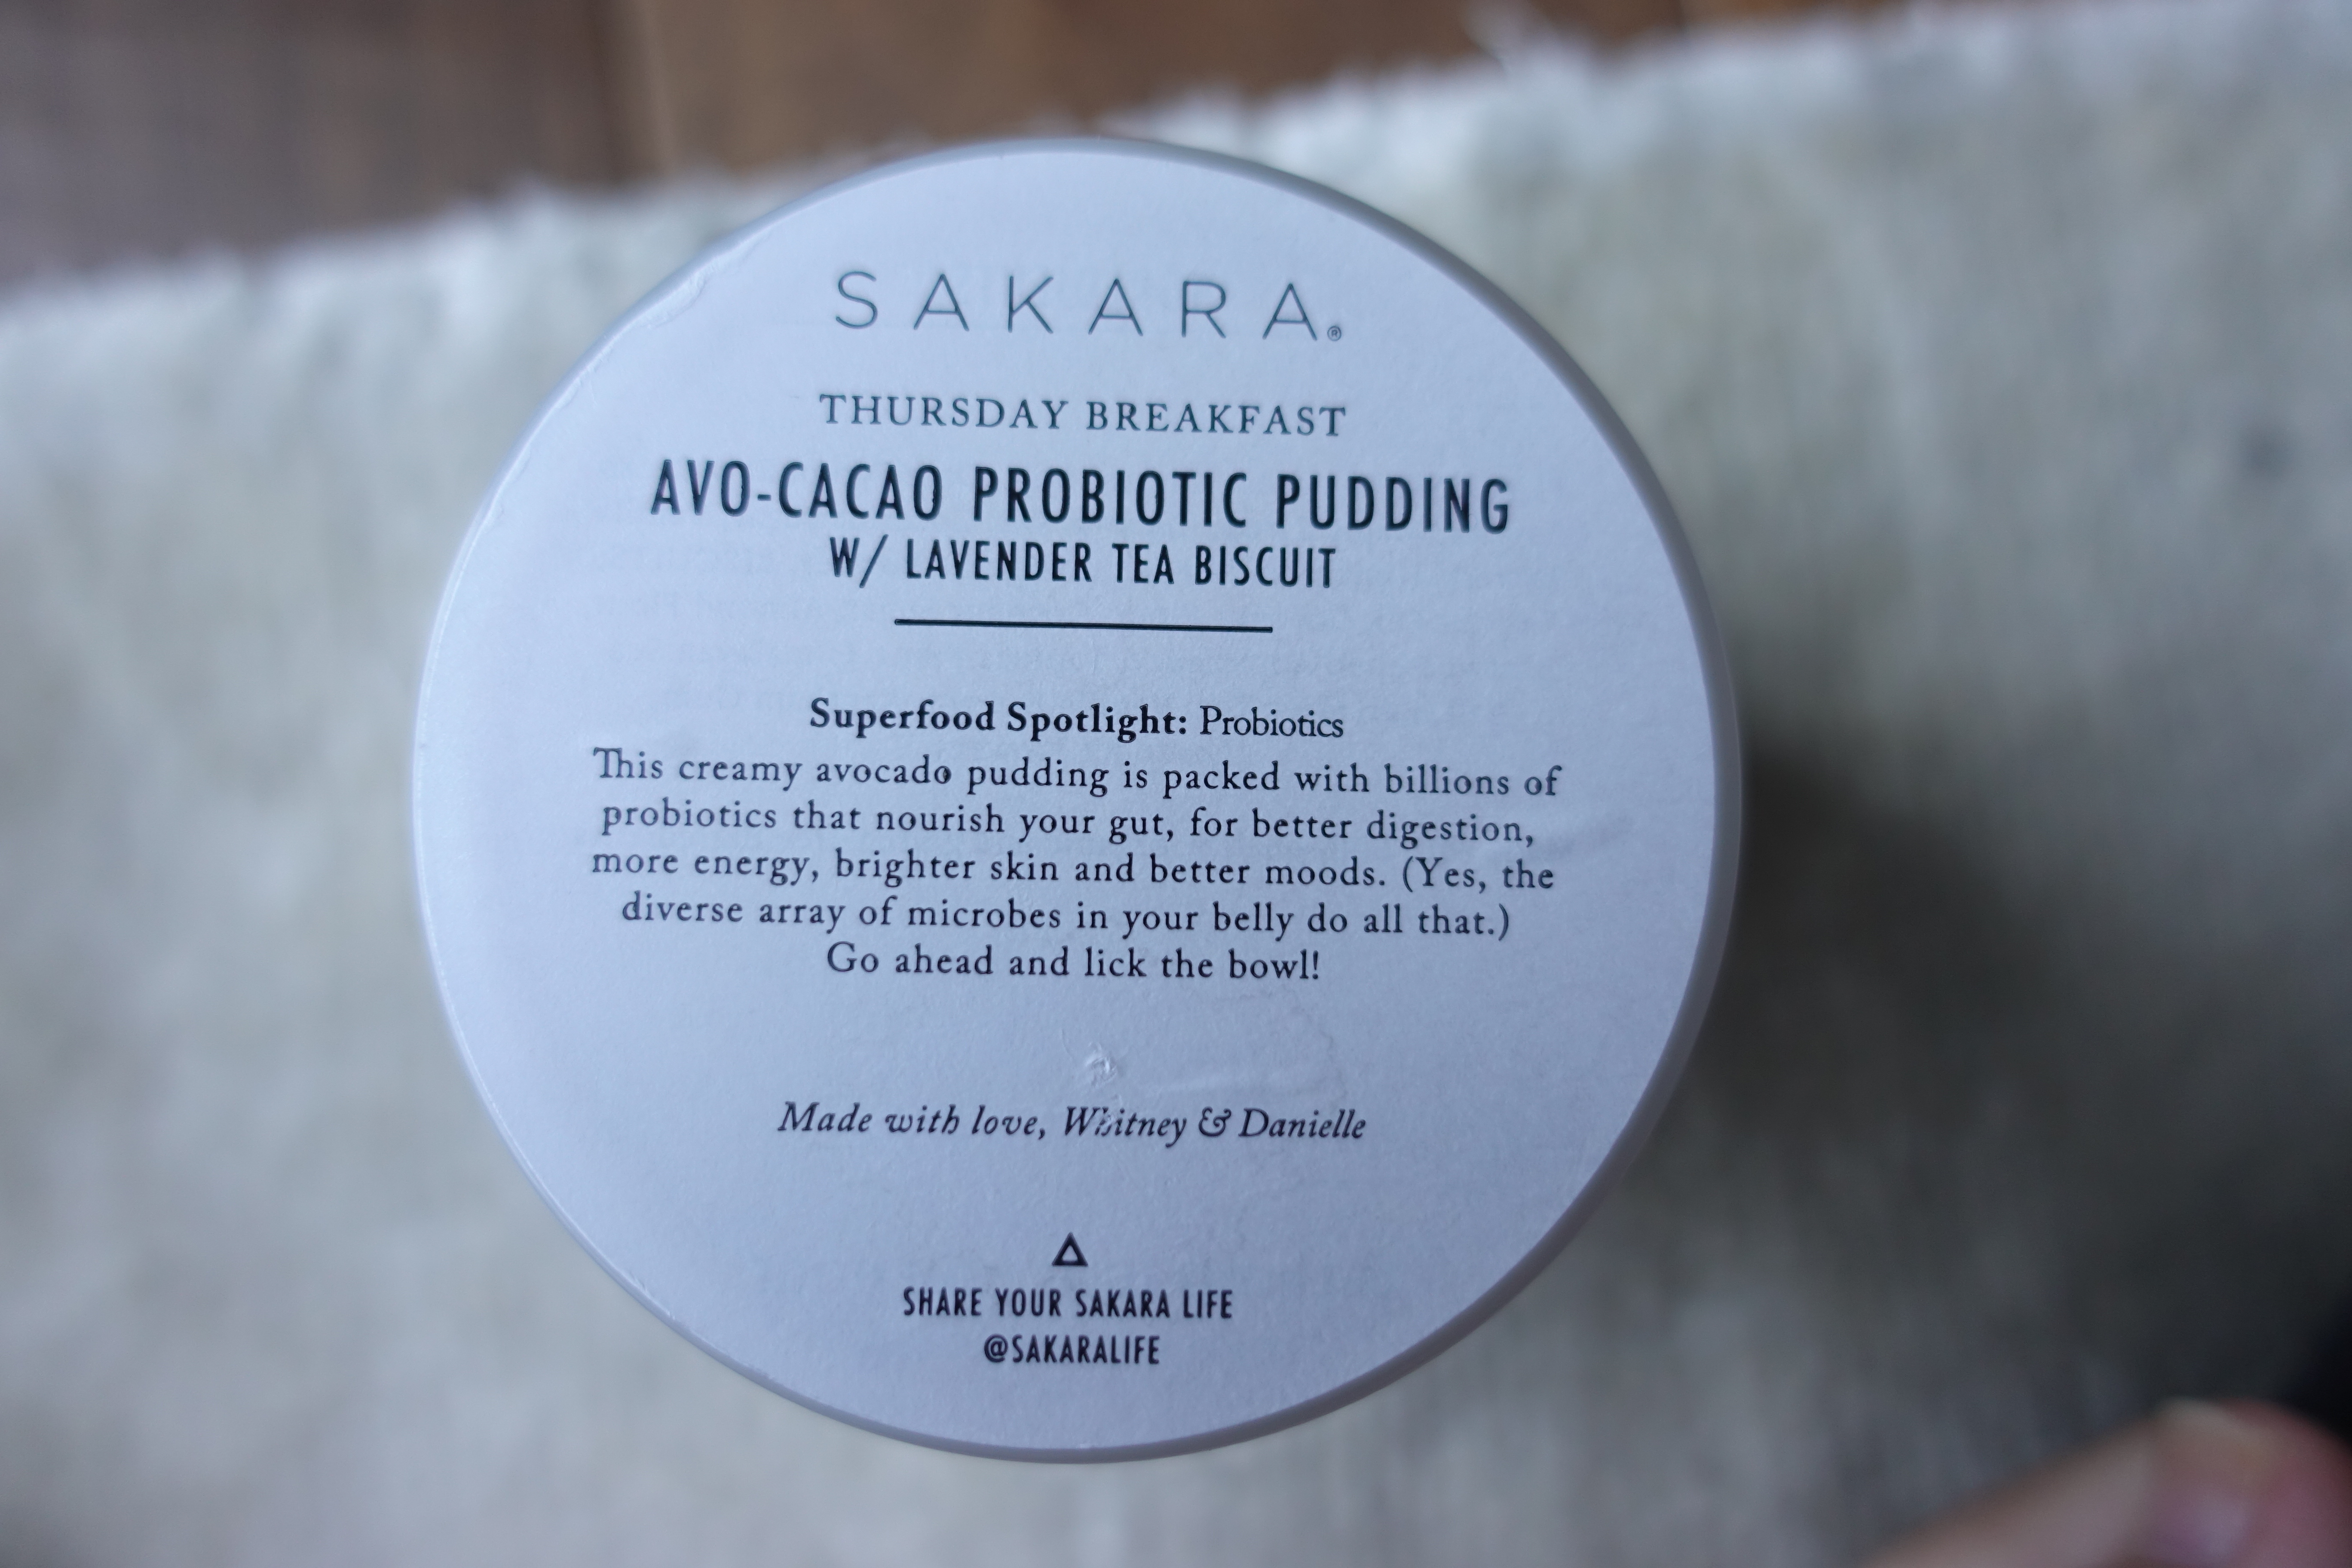 SAKARA®
THURSDAY BREAKFAST
AVO-CACAO PROBIOTIC PUDDING
W/ LAVENDER TEA BISCUIT
Superfood Spotlight: Probiotics
This creamy avocado pudding is packed with billions of
probiotics that nourish your gut, for better digestion,
more energy, brighter skin and better moods. (Yes, the
diverse array of microbes in your belly do all that.)
Go ahead and lick the bowl!
Made with love, Whitney & Danielle
SHARE YOUR SAKARA LIFE
@SAKARALIFE